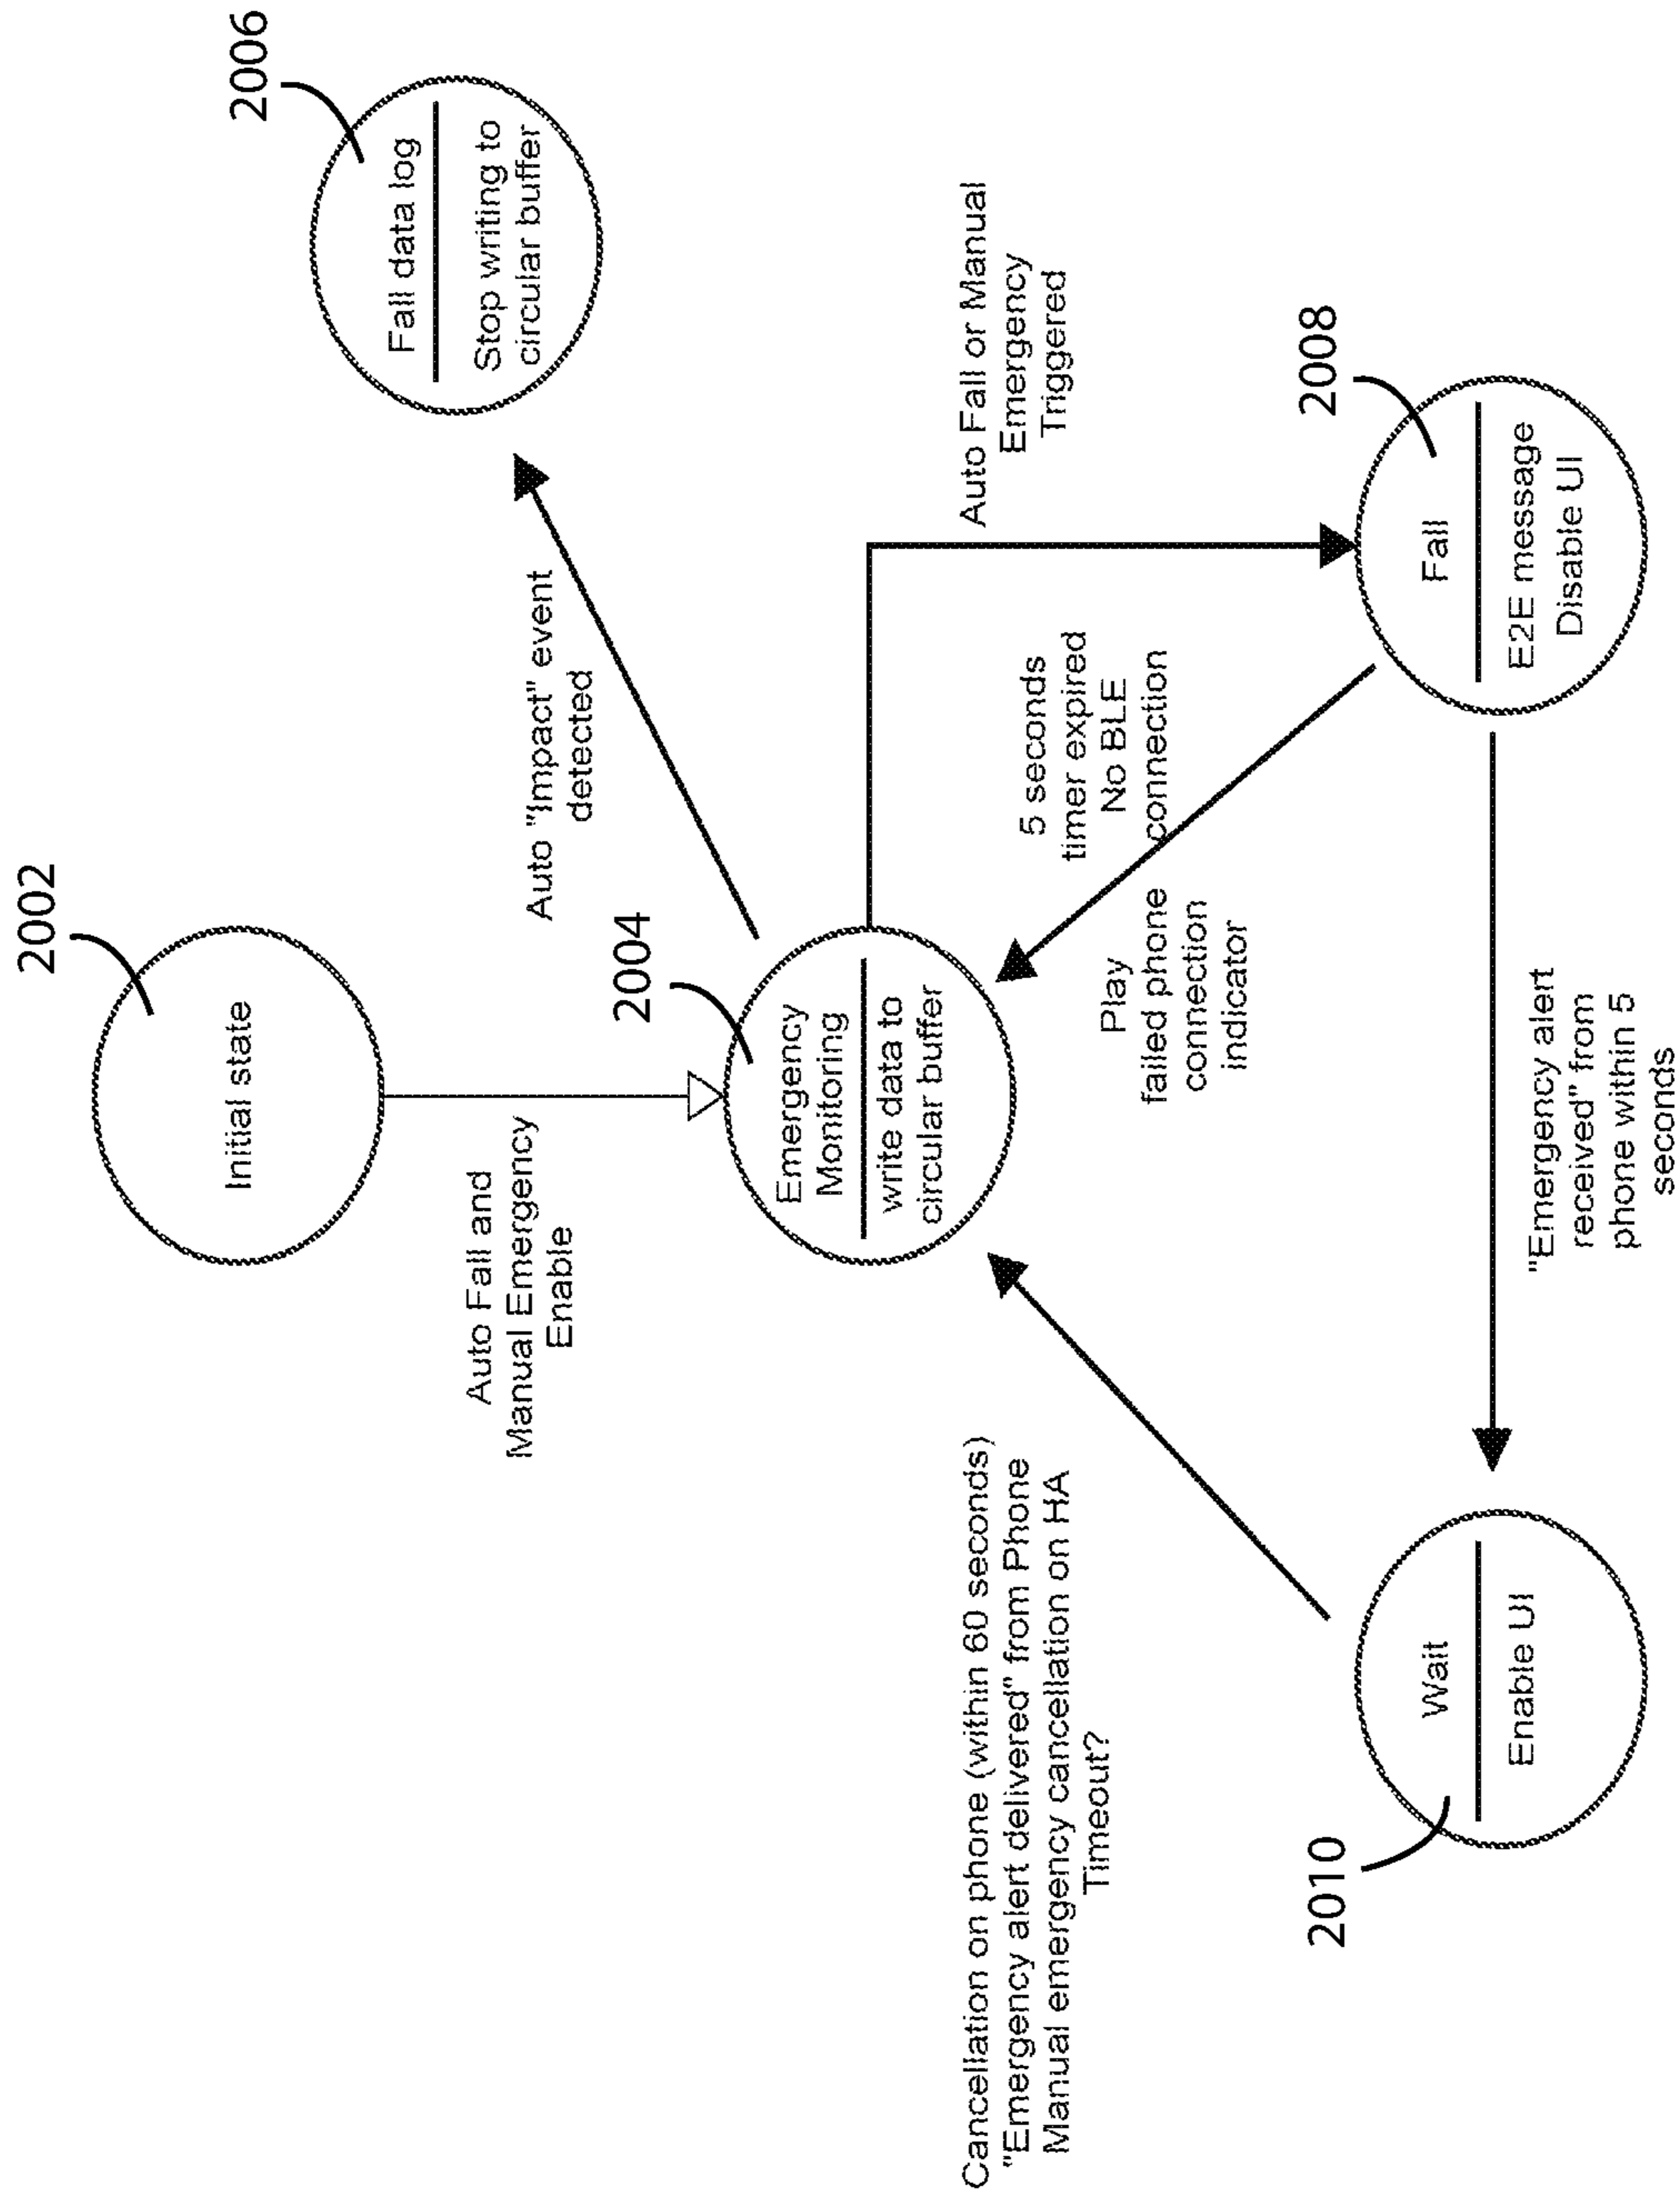 2002
Initial state
Auto Fall and
Manual Emergency
Enable
2004
Emergency
Monitoring
write data to
circular buffer
Auto "Impact" event
detected
2006
Fall data log
Stop writing to
circular buffer
Auto Fall or Manual
Emergency
Triggered
5 seconds
timer expired
No BLE
connection
Play
failed phone
connection
indicator
2008
Fall
E2E message
Disable UI
"Emergency alert
received" from
phone within 5
seconds
Cancellation on phone (within 60 seconds)
"Emergency alert delivered" from Phone
Manual emergency cancellation on HA
Timeout?
2010
Wait
Enable UI